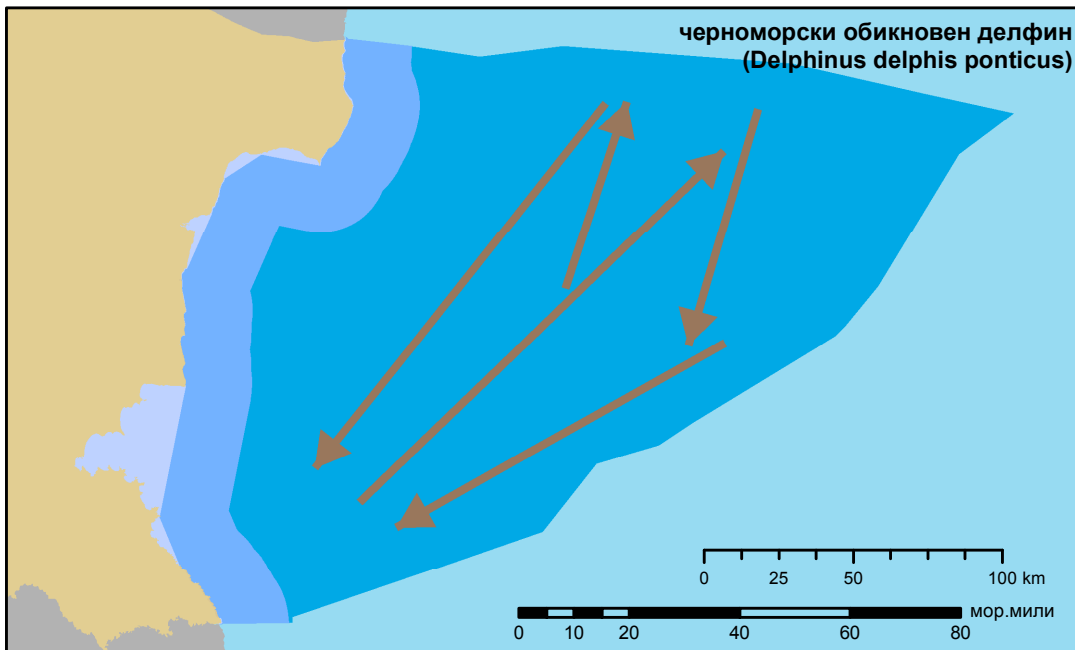 черноморски обикновен делфин
(Delphinus delphis ponticus)
0 25 50 100 km
мор.мили
0 10 20 40 60 80